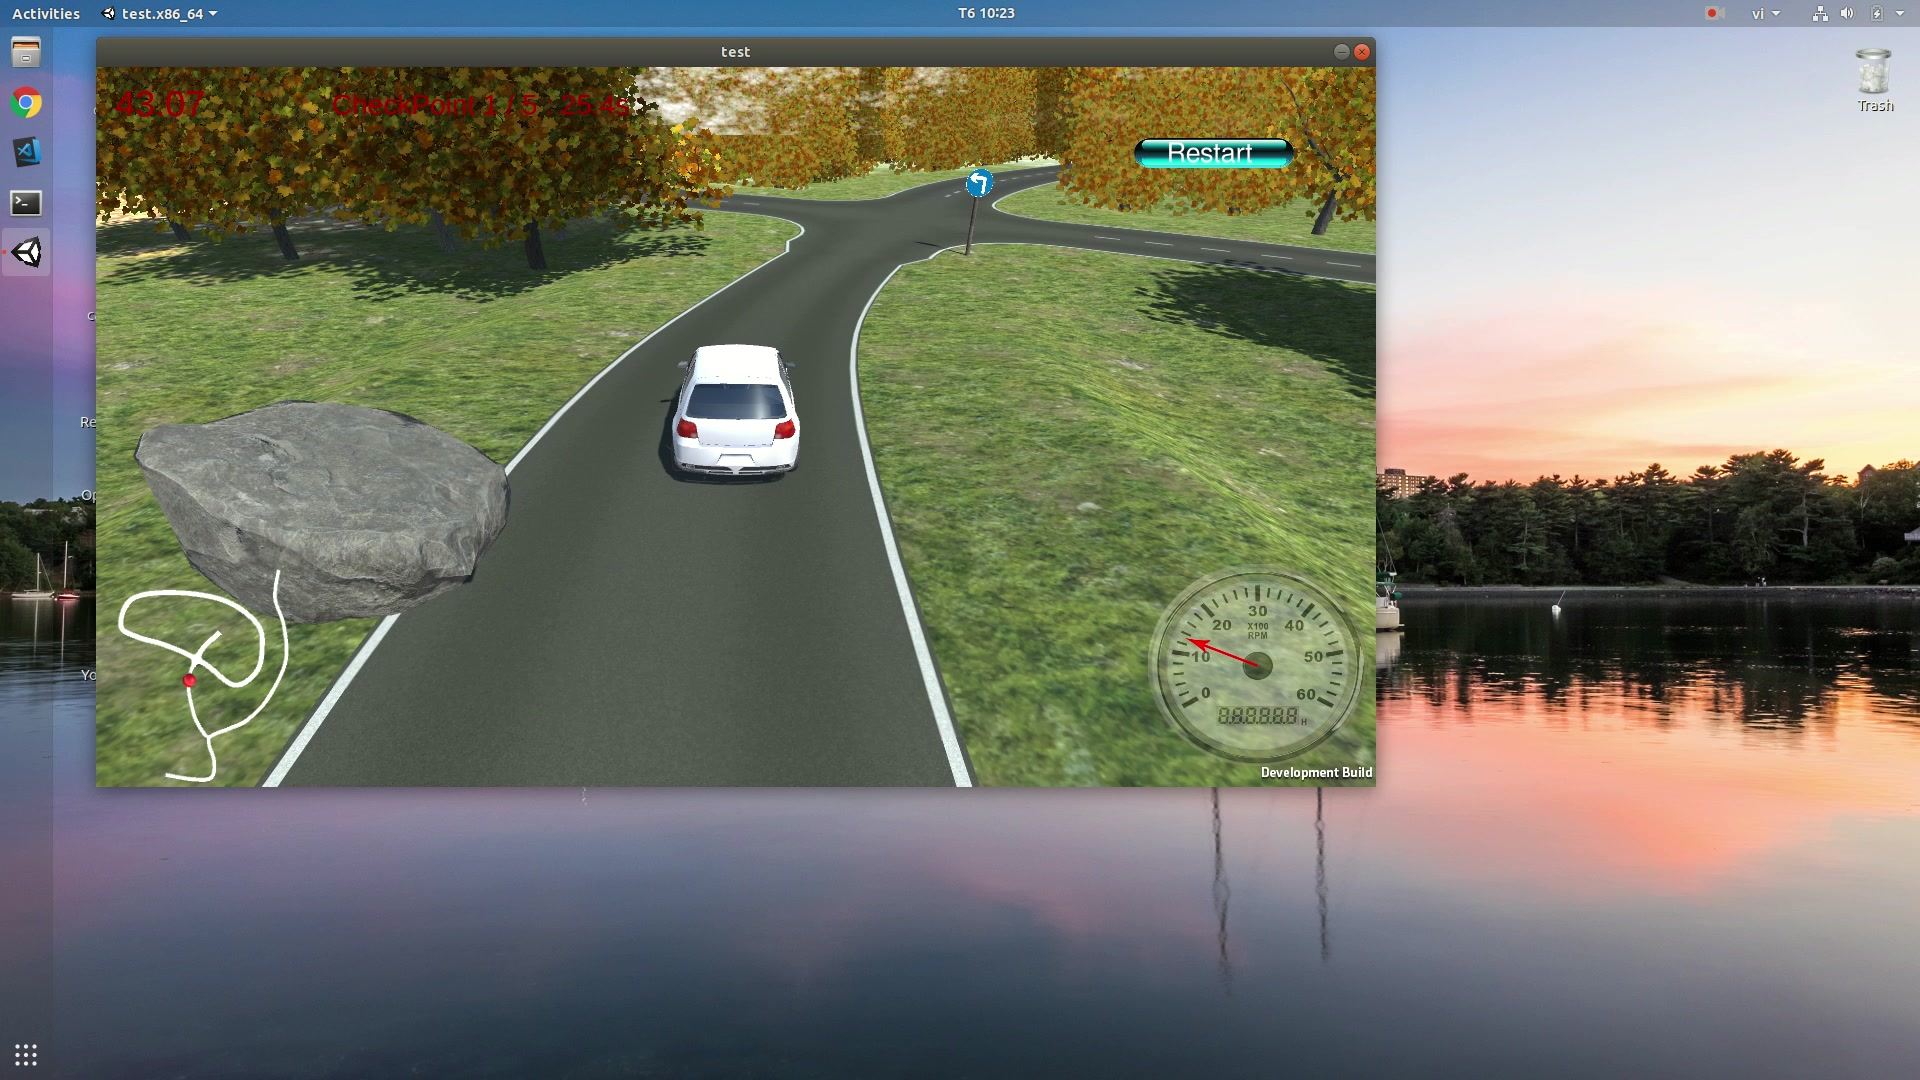 Activities
test.x86_64
T6 10:23
vi
test
Trash
43.07
CheckPoint 1 / 5 : 25.4s
Restart
Re
Op
Yo
30
20
X100
RPM
40
10
50
0
60
H
Development Build